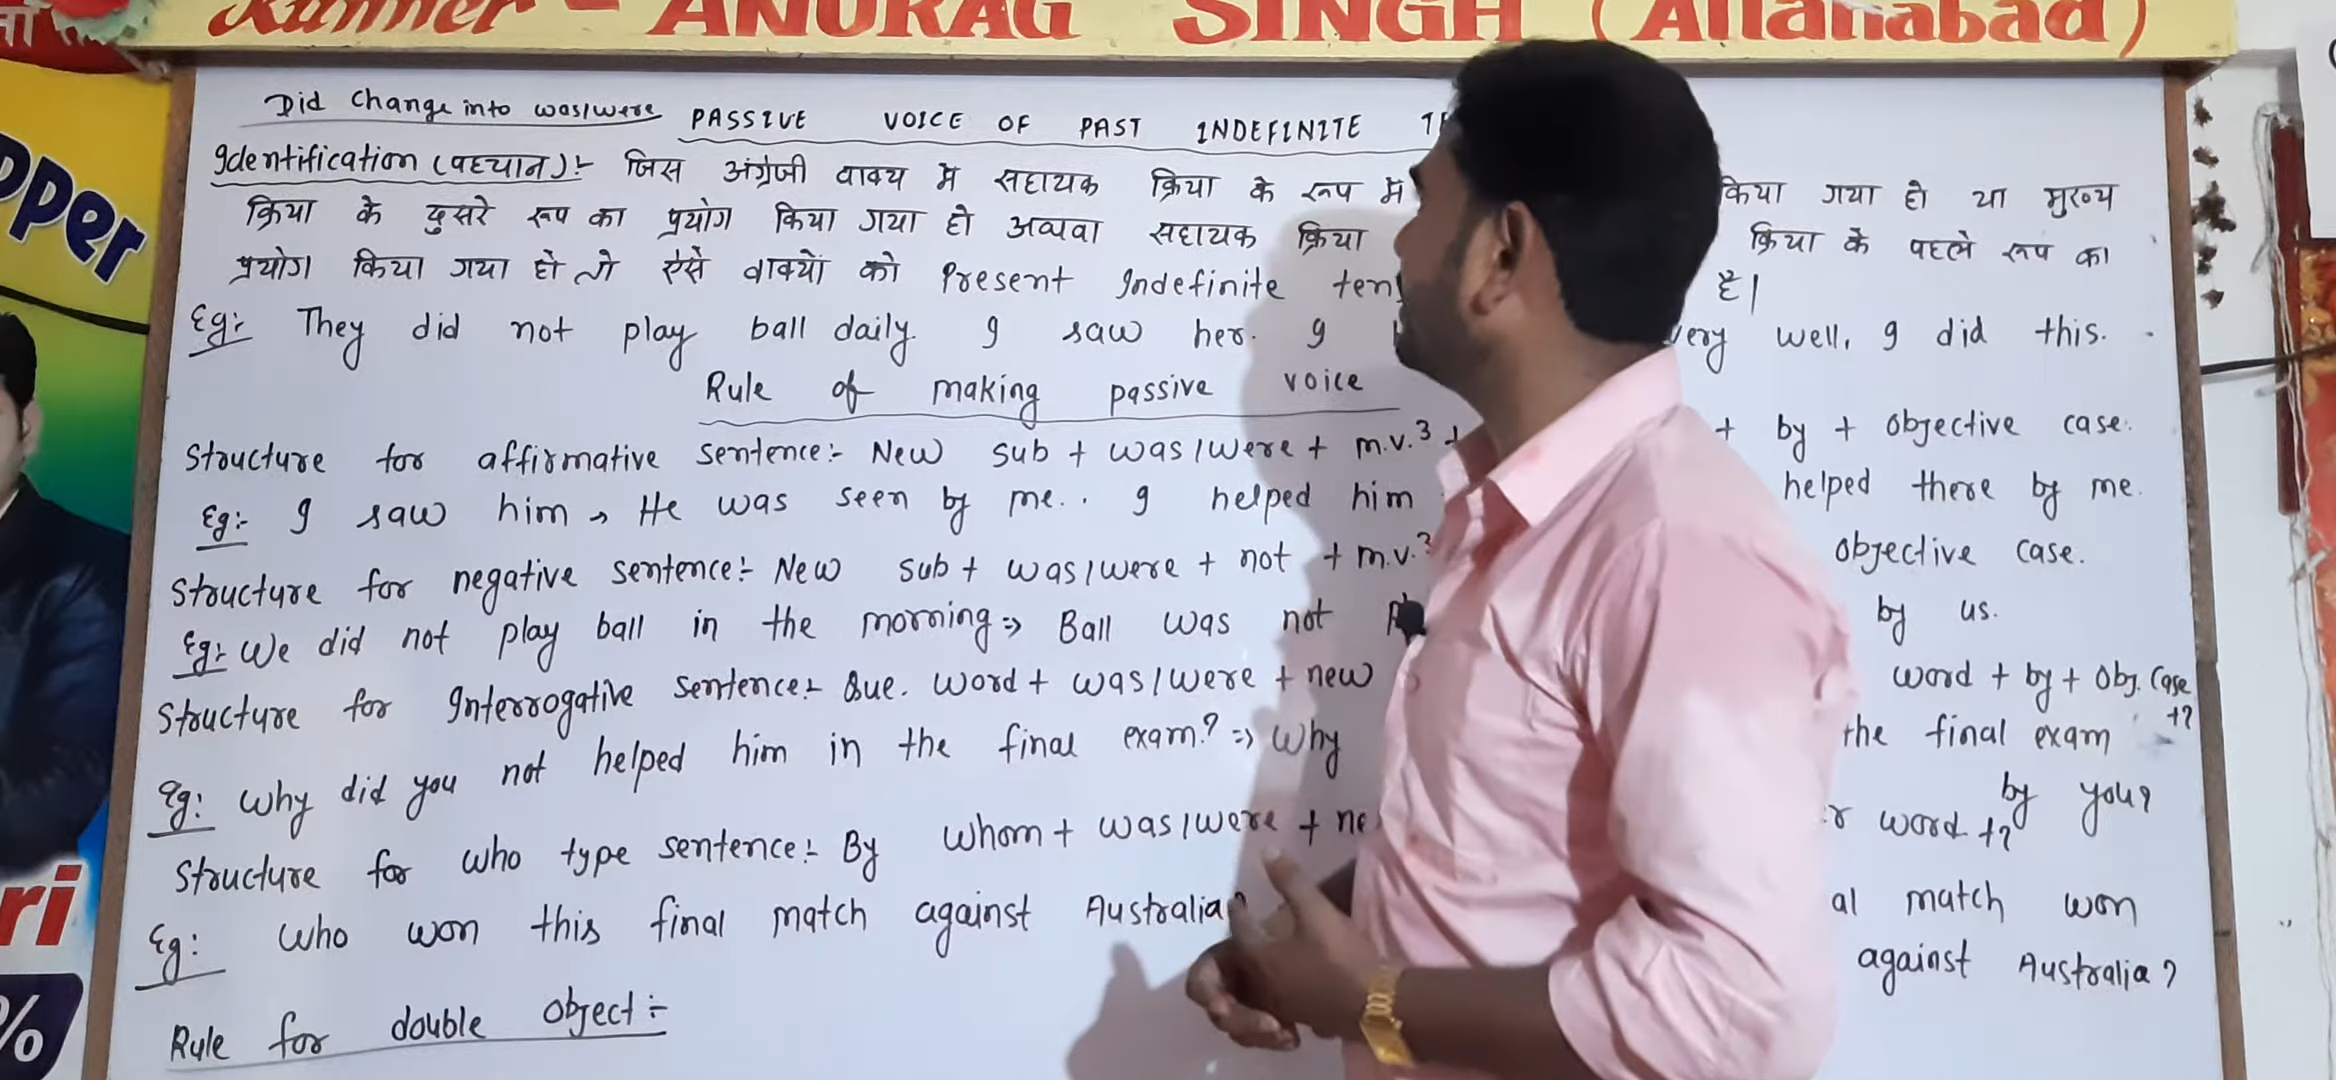 Runner - ANURAG SINGH (Allahabad)
pper
ri
%
Did change into was/were PASSIVE VOICE OF PAST INDEFINITE
Identification (पहचान):- जिस अंग्रेजी वाक्य में सहायक क्रिया के रूप में किया गया हो या मुख्य
क्रिया के दुसरे रूप का प्रयोग किया गया हो अथवा सहायक क्रिया क्रिया के पहले रूप का
प्रयोग किया गया हो तो ऐसे वाक्यों को Present Indefinite ten है।
Eg:- They did not play ball daily. I saw her. I very well, I did this.
Rule of making passive voice
Structure for affirmative sentence:- New sub + was/were + m.v.³ + + by + objective case.
Eg:- I saw him → He was seen by me. I helped him helped there by me.
Structure for negative sentence:- New sub + was/were + not + m.v.³ objective case.
Eg:- We did not play ball in the morning ⇒ Ball was not by us.
Structure for Interrogative sentence:- Que. word + was/were + new word + by + Obj. Case +?
Eg: Why did you not helped him in the final exam? ⇒ Why the final exam by you?
Structure for who type sentence:- By whom + was/were + ne r word +?
Eg: Who won this final match against Australia? al match won against Australia?
Rule for double object:-